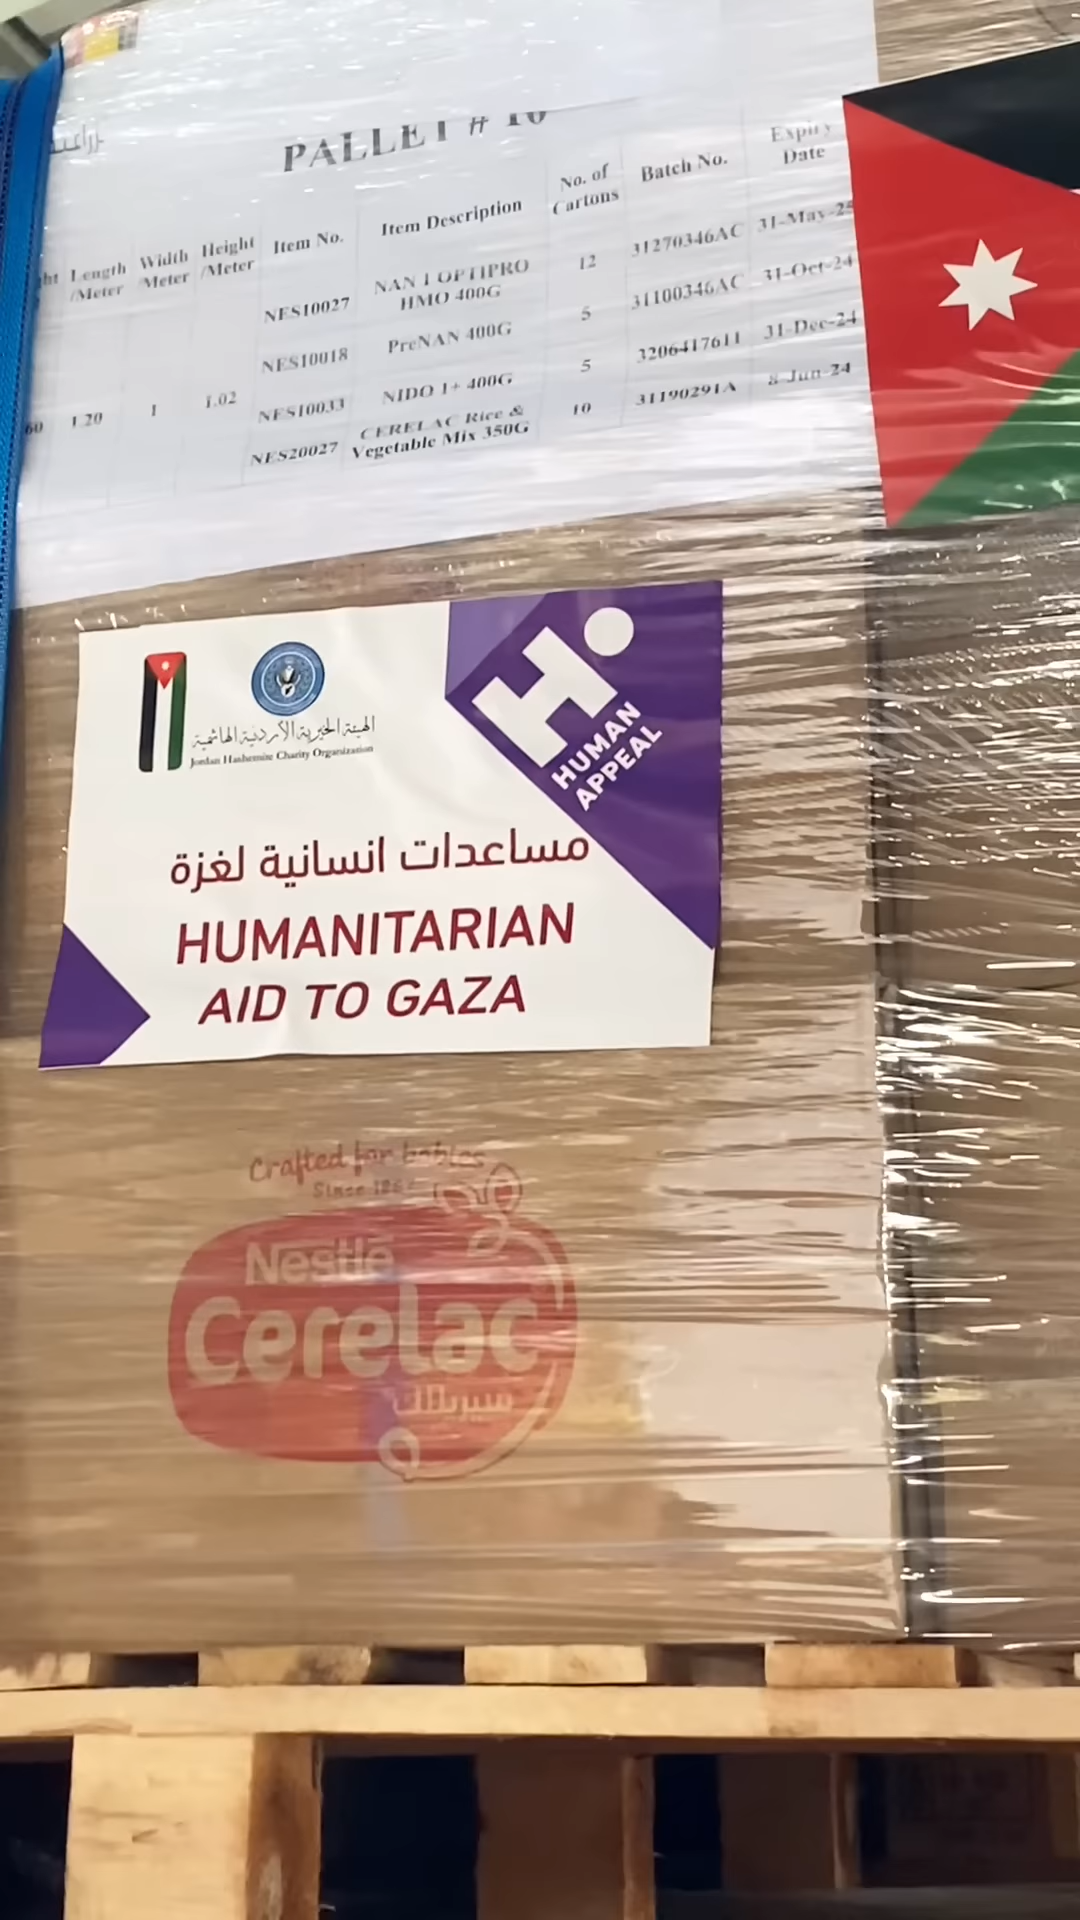 PALLET # 10
Length /Meter
Width /Meter
Height /Meter
Item No.
Item Description
No. of Cartons
Batch No.
Expiry Date
60 1.20 1 1.02
NES10027 NAN 1 OPTIPRO HMO 400G 12 31270346AC 31-May-25
NES10018 PreNAN 400G 5 31100346AC 31-Oct-24
NES10033 NIDO 1+ 400G 5 3206417611 31-Dec-24
NES20027 CERELAC Rice & Vegetable Mix 350G 10 31190291A 8-Jun-24
الهيئة الخيرية الأردنية الهاشمية
Jordan Hashemite Charity Organization
HUMAN
APPEAL
مساعدات انسانية لغزة
HUMANITARIAN
AID TO GAZA
Crafted for babies
Since 1867
Nestlé
Cerelac
سيريلاك